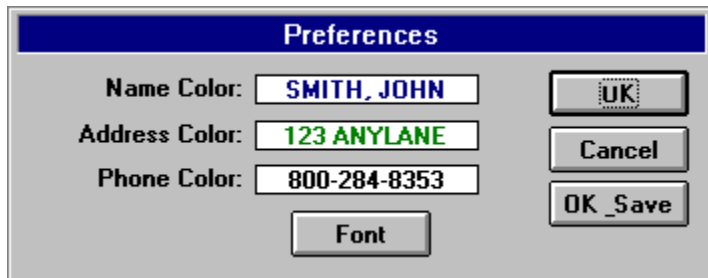 Preferences
Name Color: SMITH, JOHN
Address Color: 123 ANYLANE
Phone Color: 800-284-8353
Font
UK
Cancel
OK _Save